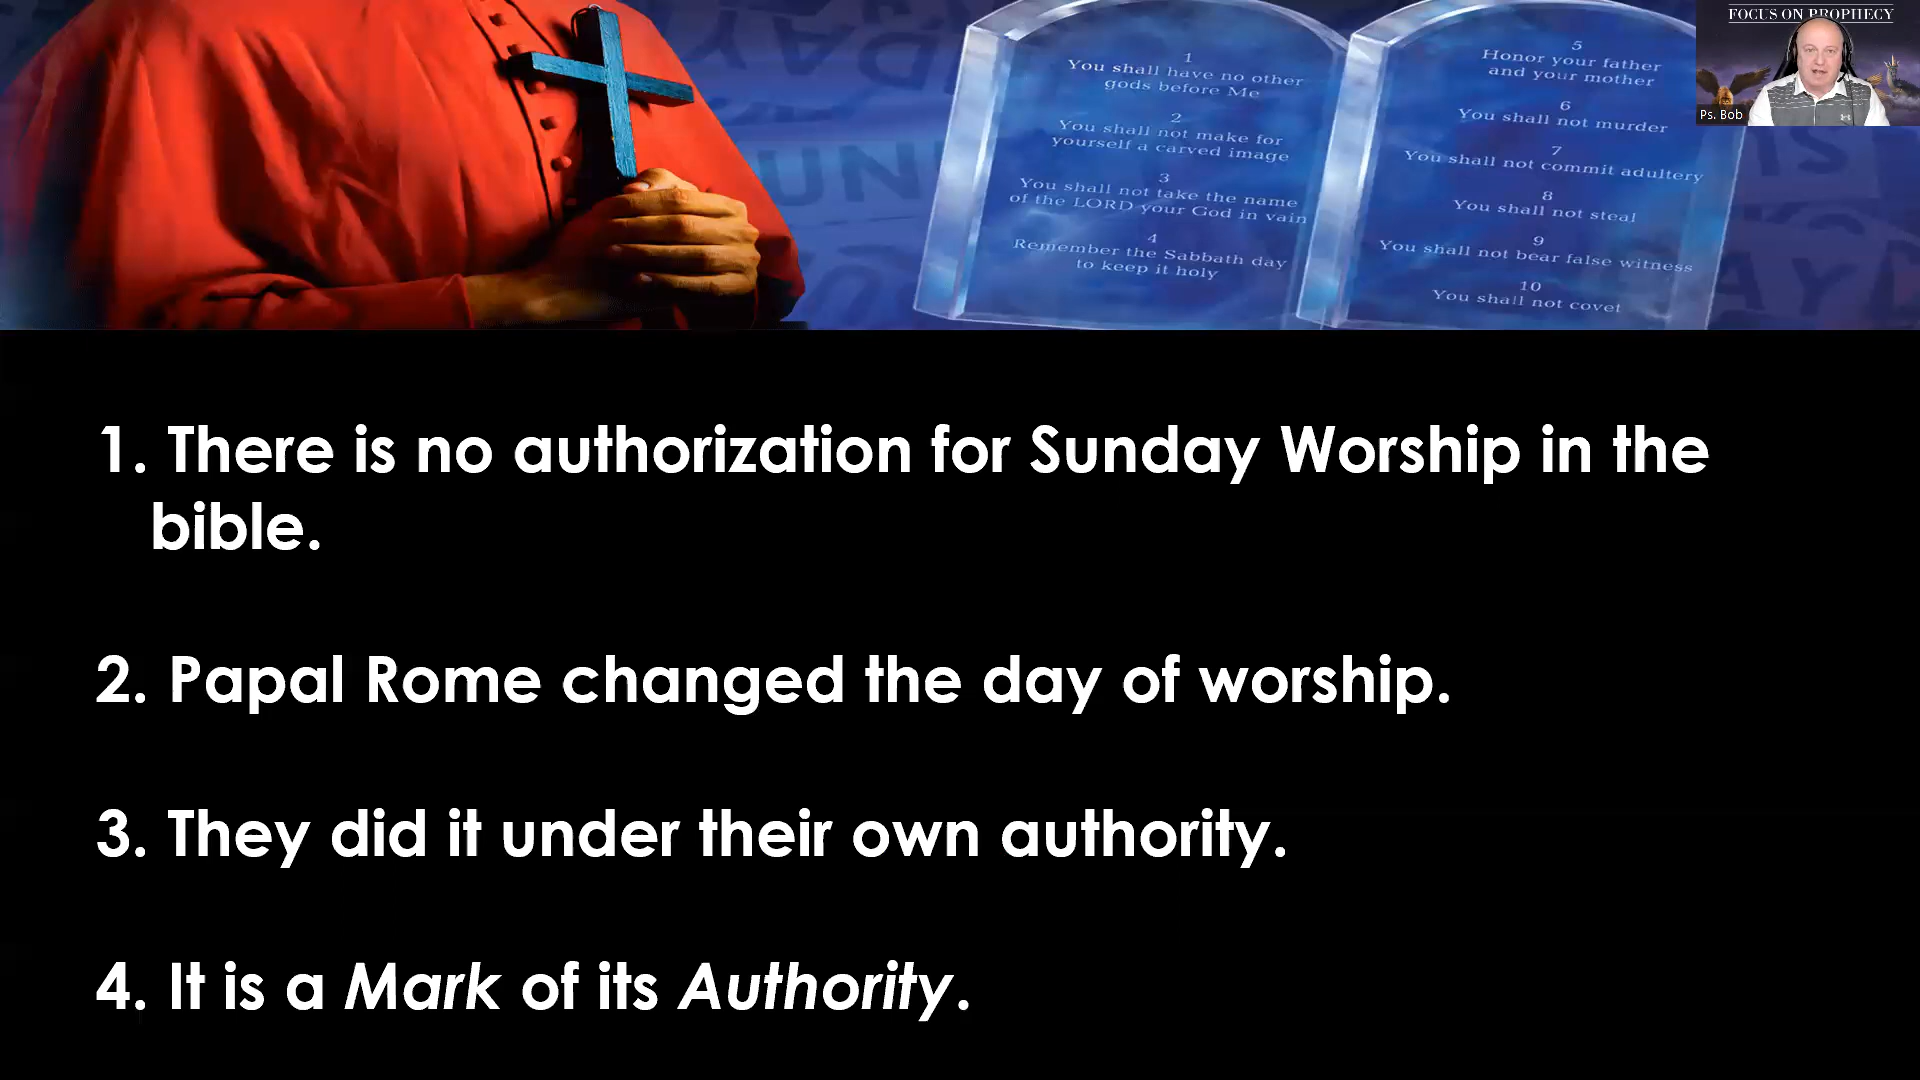 FOCUS ON PROPHECY
Ps. Bob
1
You shall have no other
gods before Me
2
You shall not make for
yourself a carved image
3
You shall not take the name
of the LORD your God in vain
4
Remember the Sabbath day
to keep it holy
5
Honor your father
and your mother
6
You shall not murder
7
You shall not commit adultery
8
You shall not steal
9
You shall not bear false witness
10
You shall not covet
1. There is no authorization for Sunday Worship in the
bible.
2. Papal Rome changed the day of worship.
3. They did it under their own authority.
4. It is a Mark of its Authority.